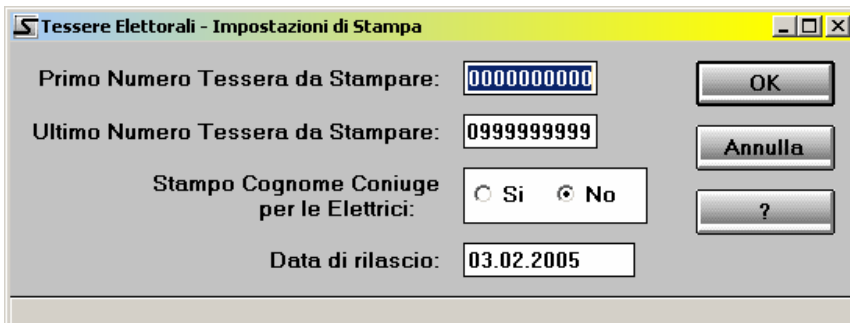 Tessere Elettorali - Impostazioni di Stampa
Primo Numero Tessera da Stampare: 0000000000
OK
Ultimo Numero Tessera da Stampare: 0999999999
Annulla
Stampo Cognome Coniuge
per le Elettrici:
Si No
?
Data di rilascio: 03.02.2005